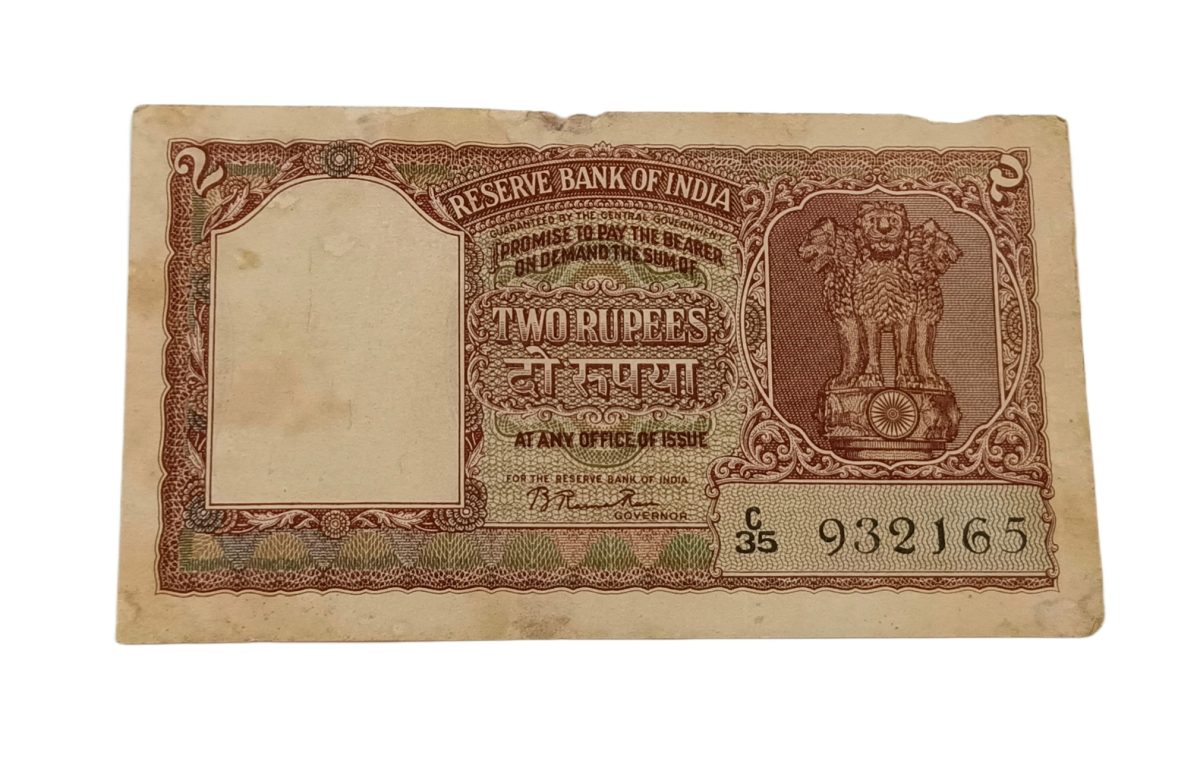 २ २
RESERVE BANK OF INDIA
GUARANTEED BY THE CENTRAL GOVERNMENT
I PROMISE TO PAY THE BEARER
ON DEMAND THE SUM OF
TWO RUPEES
दो रूपया
AT ANY OFFICE OF ISSUE
FOR THE RESERVE BANK OF INDIA
B Rama Rau
GOVERNOR
C/35 932165